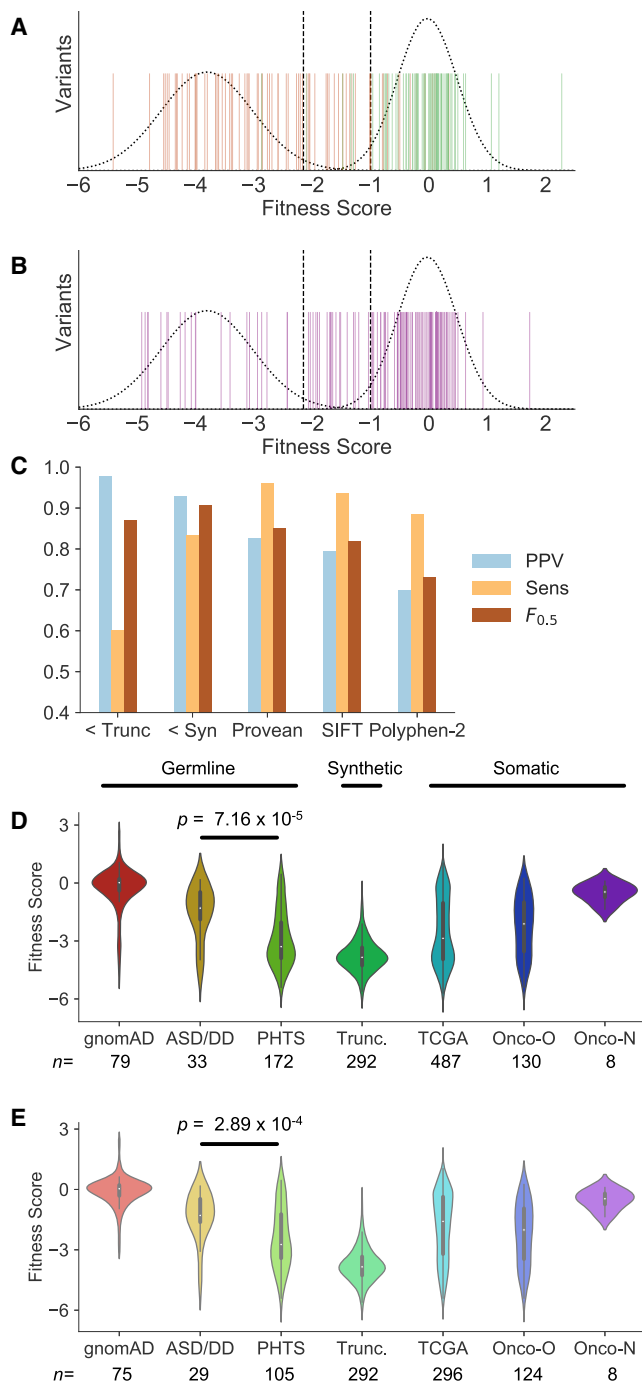 A
Variants
−6 −5 −4 −3 −2 −1 0 1 2
Fitness Score
B
Variants
−6 −5 −4 −3 −2 −1 0 1 2
Fitness Score
C
1.0
0.9
0.8
0.7
0.6
0.5
0.4
PPV
Sens
F0.5
< Trunc < Syn Provean SIFT Polyphen-2
Germline Synthetic Somatic
D
p = 7.16 x 10-5
3
0
−3
−6
Fitness Score
gnomAD ASD/DD PHTS Trunc. TCGA Onco-O Onco-N
n= 79 33 172 292 487 130 8
E
p = 2.89 x 10-4
3
0
−3
−6
Fitness Score
gnomAD ASD/DD PHTS Trunc. TCGA Onco-O Onco-N
n= 75 29 105 292 296 124 8